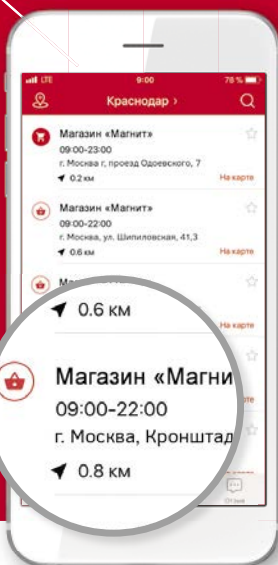 LTE 9:00 78 %
Краснодар ›
Магазин «Магнит»
09:00-23:00
г. Москва г, проезд Одоевского, 7
0.2 км На карте
Магазин «Магнит»
09:00-22:00
г. Москва, ул. Шипиловская, 41,3
0.6 км На карте
0.6 км
На карте
Магазин «Магни
09:00-22:00
г. Москва, Кронштад
0.8 км